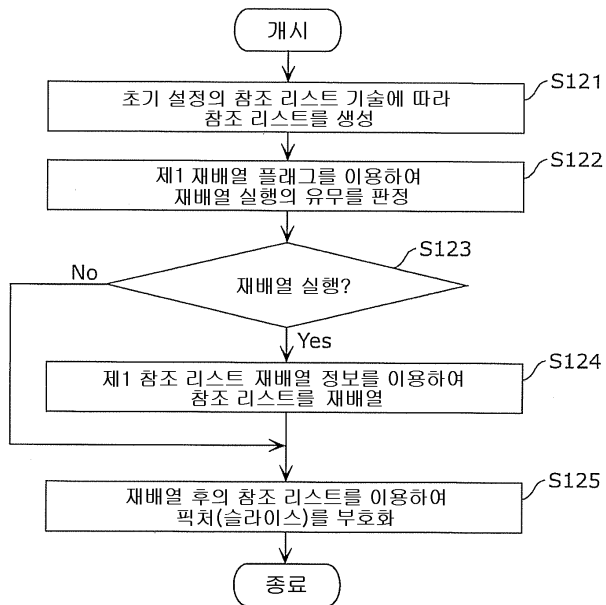 개시
S121
초기 설정의 참조 리스트 기술에 따라
참조 리스트를 생성
S122
제1 재배열 플래그를 이용하여
재배열 실행의 유무를 판정
S123
No
재배열 실행?
Yes
S124
제1 참조 리스트 재배열 정보를 이용하여
참조 리스트를 재배열
S125
재배열 후의 참조 리스트를 이용하여
픽처(슬라이스)를 부호화
종료